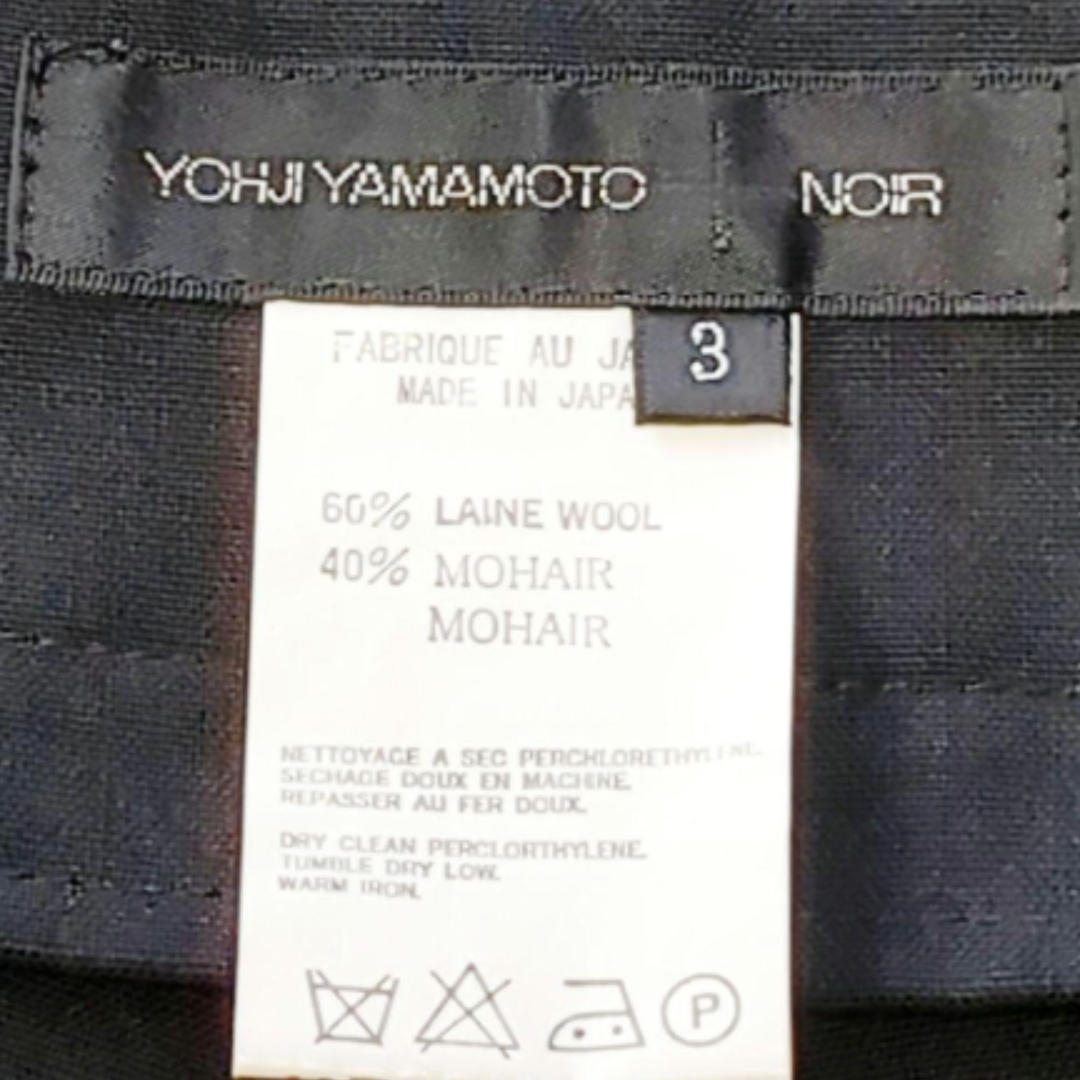 YOHJI YAMAMOTO NOIR
3
FABRIQUE AU JA
MADE IN JAPA
60% LAINE WOOL
40% MOHAIR
MOHAIR
NETTOYAGE A SEC PERCHLORETHYLENE.
SECHAGE DOUX EN MACHINE.
REPASSER AU FER DOUX.
DRY CLEAN PERCLORTHYLENE.
TUMBLE DRY LOW.
WARM IRON.
P